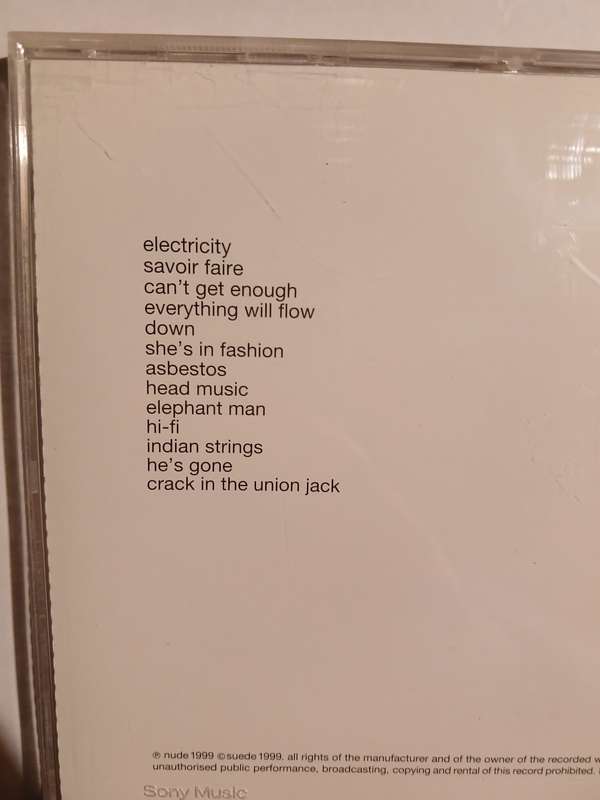 electricity
savoir faire
can't get enough
everything will flow
down
she's in fashion
asbestos
head music
elephant man
hi-fi
indian strings
he's gone
crack in the union jack
℗ nude 1999 © suede 1999. all rights of the manufacturer and of the owner of the recorded
unauthorised public performance, broadcasting, copying and rental of this record prohibited.
Sony Music